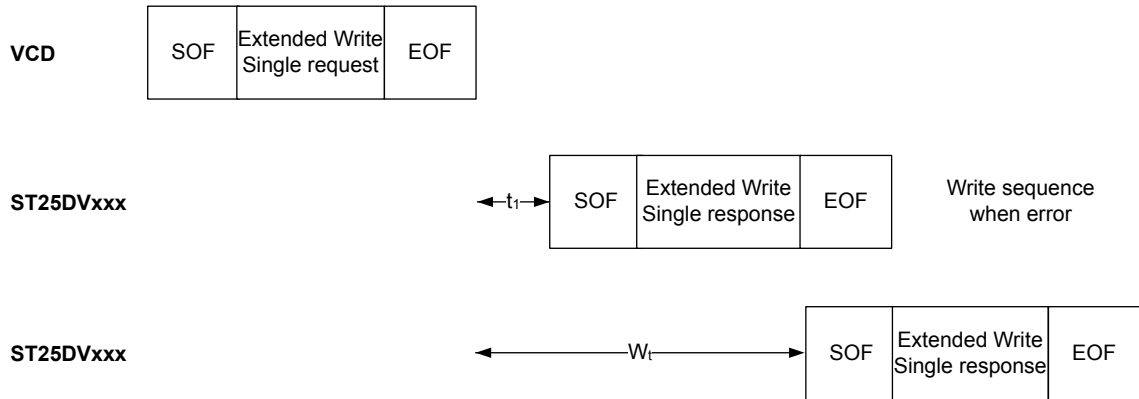 VCD
SOF
Extended Write
Single request
EOF
ST25DVxxx
t₁
SOF
Extended Write
Single response
EOF
Write sequence
when error
ST25DVxxx
Wₜ
SOF
Extended Write
Single response
EOF